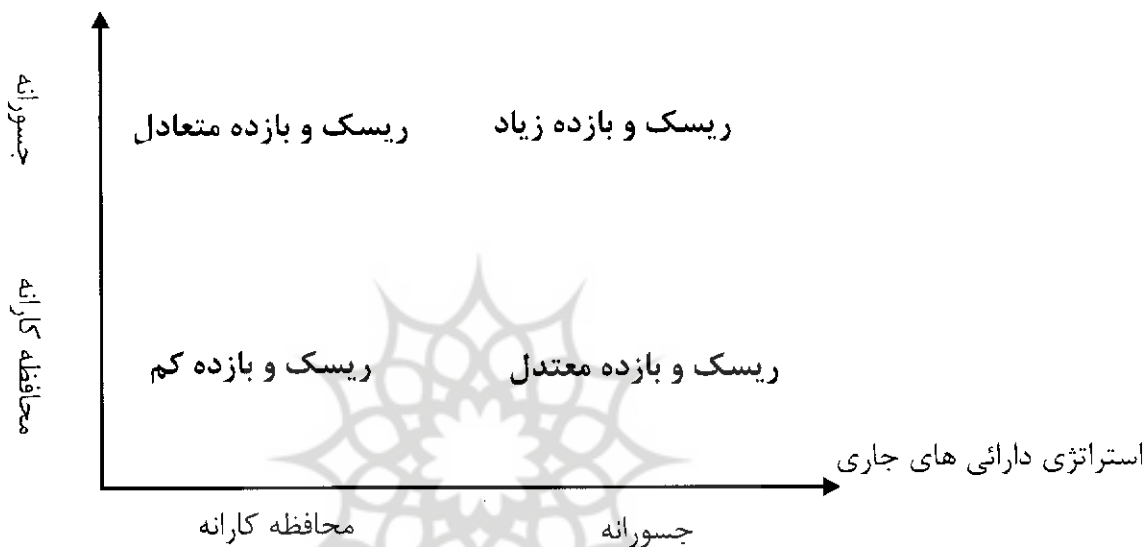 جسورانه
ریسک و بازده زیاد
ریسک و بازده متعادل
محافظه کارانه
ریسک و بازده معتدل
ریسک و بازده کم
استراتژی دارائی های جاری
جسورانه
محافظه کارانه